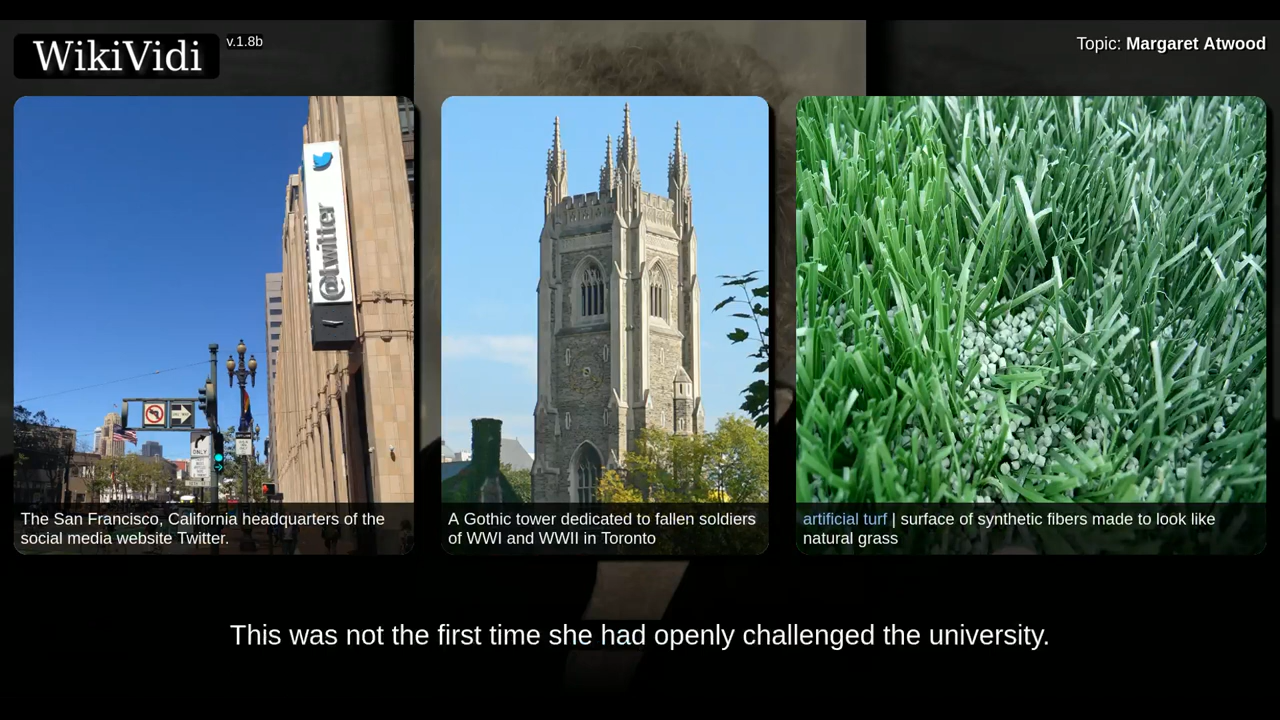 WikiVidi v.1.8b
Topic: Margaret Atwood
@twitter
ONLY
The San Francisco, California headquarters of the
social media website Twitter.
A Gothic tower dedicated to fallen soldiers
of WWI and WWII in Toronto
artificial turf | surface of synthetic fibers made to look like
natural grass
This was not the first time she had openly challenged the university.